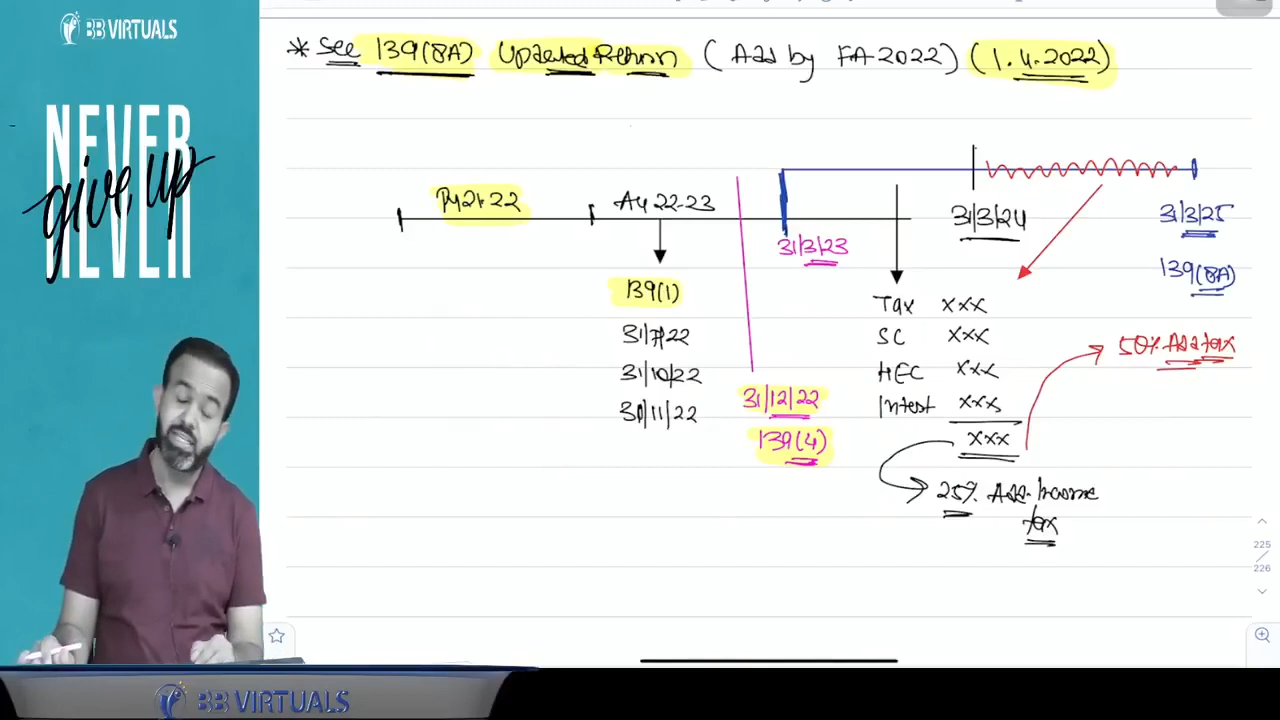 BB VIRTUALS
NEVER
give up
NEVER
* See 139(8A) Updated Return (Add by FA 2022) (1.4.2022)
PY 21-22
AY 22-23
31/3/23
31/3/24
31/3/25
139(8A)
139(1)
31/7/22
31/10/22
30/11/22
31/12/22
139(4)
Tax xxx
SC xxx
HEC xxx
Intest xxx
xxx
50% Add tax
25% Add. Income
tax
225
226
BB VIRTUALS